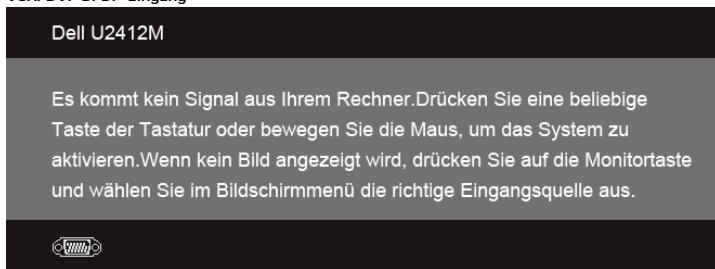 Dell U2412M
Es kommt kein Signal aus Ihrem Rechner.Drücken Sie eine beliebige
Taste der Tastatur oder bewegen Sie die Maus, um das System zu
aktivieren.Wenn kein Bild angezeigt wird, drücken Sie auf die Monitortaste
und wählen Sie im Bildschirmmenü die richtige Eingangsquelle aus.